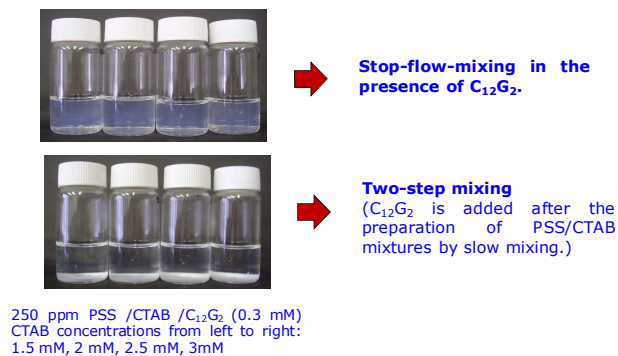 Stop-flow-mixing in the
presence of C₁₂G₂.
Two-step mixing
(C₁₂G₂ is added after the
preparation of PSS/CTAB
mixtures by slow mixing.)
250 ppm PSS /CTAB /C₁₂G₂ (0.3 mM)
CTAB concentrations from left to right:
1.5 mM, 2 mM, 2.5 mM, 3mM